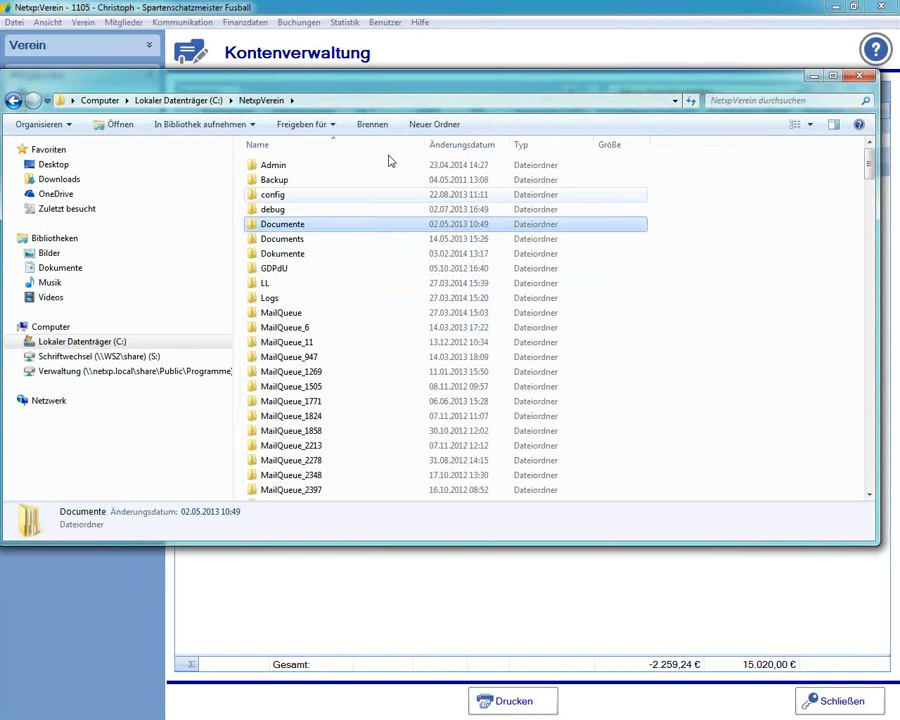 Netxp:Verein - 1105 - Christoph - Spartenschatzmeister Fusball
Datei Ansicht Verein Mitglieder Kommunikation Finanzdaten Buchungen Statistik Benutzer Hilfe
Verein
Kontenverwaltung
Computer Lokaler Datenträger (C:) NetxpVerein
NetxpVerein durchsuchen
Organisieren Öffnen In Bibliothek aufnehmen Freigeben für Brennen Neuer Ordner
Favoriten
Desktop
Downloads
OneDrive
Zuletzt besucht
Bibliotheken
Bilder
Dokumente
Musik
Videos
Computer
Lokaler Datenträger (C:)
Schriftwechsel (\\WS2\share) (S:)
Verwaltung (\\netxp.local\share\Public\Programme)
Netzwerk
Name Änderungsdatum Typ Größe
Admin 23.04.2014 14:27 Dateiordner
Backup 04.05.2011 13:08 Dateiordner
config 22.08.2013 11:11 Dateiordner
debug 02.07.2013 16:49 Dateiordner
Documente 02.05.2013 10:49 Dateiordner
Documents 14.05.2013 15:26 Dateiordner
Dokumente 03.02.2014 13:17 Dateiordner
GDPdU 05.10.2012 16:40 Dateiordner
LL 27.03.2014 15:39 Dateiordner
Logs 27.03.2014 15:20 Dateiordner
MailQueue 27.03.2014 15:03 Dateiordner
MailQueue_6 14.03.2013 17:22 Dateiordner
MailQueue_11 13.12.2012 10:34 Dateiordner
MailQueue_947 14.03.2013 18:09 Dateiordner
MailQueue_1269 11.01.2013 15:50 Dateiordner
MailQueue_1505 08.11.2012 09:57 Dateiordner
MailQueue_1771 06.06.2013 15:28 Dateiordner
MailQueue_1824 07.11.2012 11:07 Dateiordner
MailQueue_1858 30.10.2012 12:02 Dateiordner
MailQueue_2213 07.11.2012 12:12 Dateiordner
MailQueue_2278 31.08.2012 14:15 Dateiordner
MailQueue_2348 17.10.2012 13:30 Dateiordner
MailQueue_2397 16.10.2012 08:52 Dateiordner
Documente Änderungsdatum: 02.05.2013 10:49
Dateiordner
Gesamt: -2.259,24 € 15.020,00 €
Drucken
Schließen